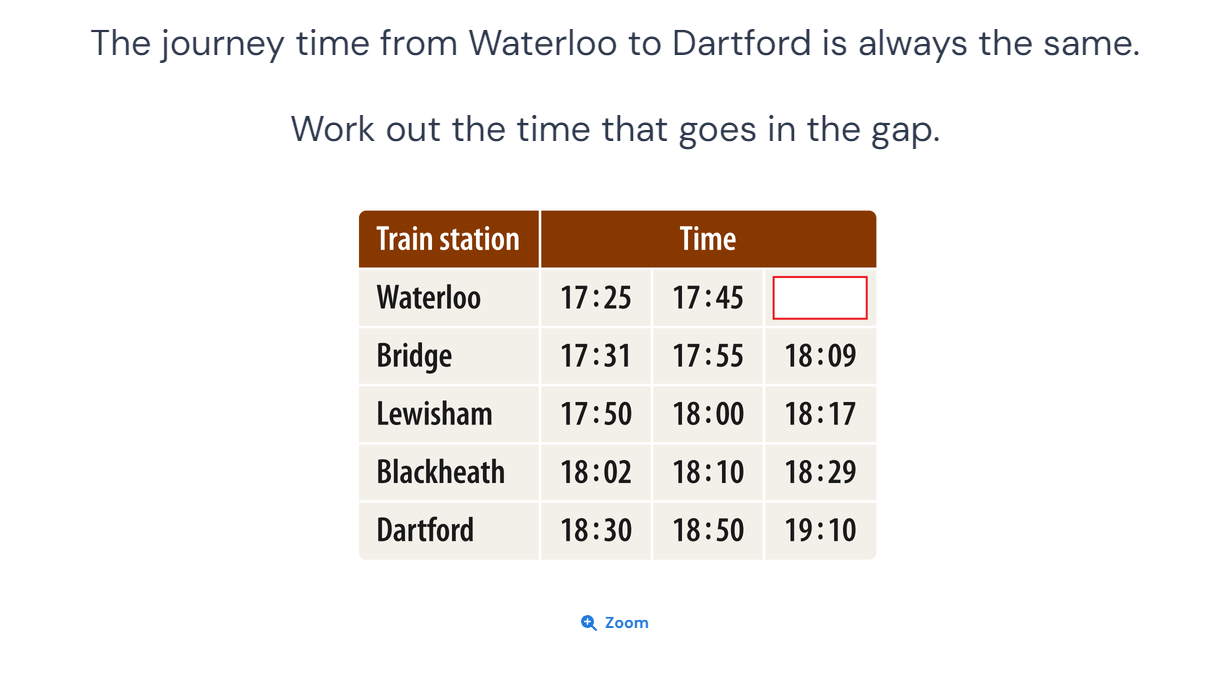 The journey time from Waterloo to Dartford is always the same.
Work out the time that goes in the gap.
Train station Time
Waterloo 17:25 17:45
Bridge 17:31 17:55 18:09
Lewisham 17:50 18:00 18:17
Blackheath 18:02 18:10 18:29
Dartford 18:30 18:50 19:10
Zoom